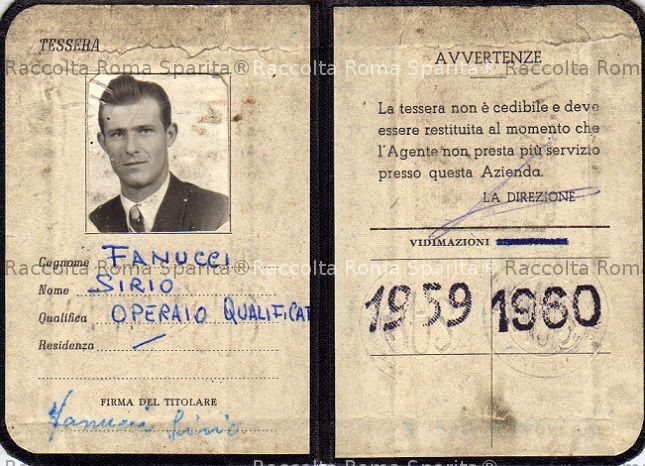 TESSERA
Raccolta Roma Sparita® Raccolta Roma Sparita® Raccolta Roma
Cognome FANUCCI
Raccolta Roma Sparita® Raccolta Roma Sparita® Raccolta Roma
Nome SIRIO
Qualifica OPERAIO QUALIFICAT
Residenza
FIRMA DEL TITOLARE
Fanucci Sirio
AVVERTENZE
La tessera non è cedibile e deve
essere restituita al momento che
l'Agente non presta più servizio
presso questa Azienda.
LA DIREZIONE
VIDIMAZIONI
1959 1960
Raccolta Roma Sparita® Raccolta Roma